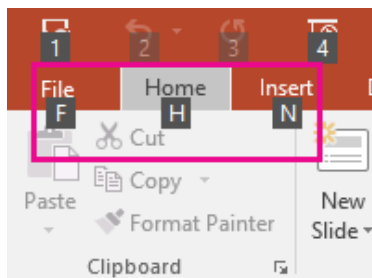 1 2 3 4
File Home Insert
F H N
Cut
Copy
Paste
Format Painter
New
Slide
Clipboard